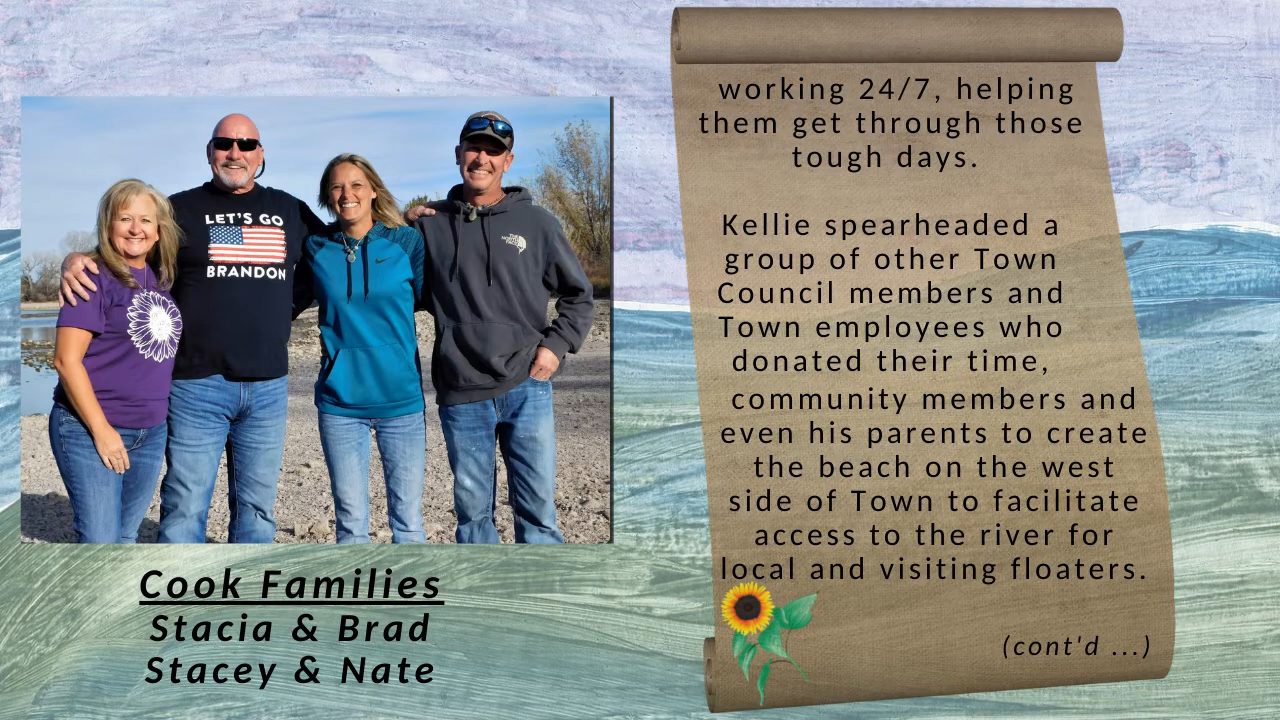 LET'S GO
BRANDON
THE
NORTH
FACE
Cook Families
Stacia & Brad
Stacey & Nate
working 24/7, helping
them get through those
tough days.
Kellie spearheaded a
group of other Town
Council members and
Town employees who
donated their time,
community members and
even his parents to create
the beach on the west
side of Town to facilitate
access to the river for
local and visiting floaters.
(cont'd ...)